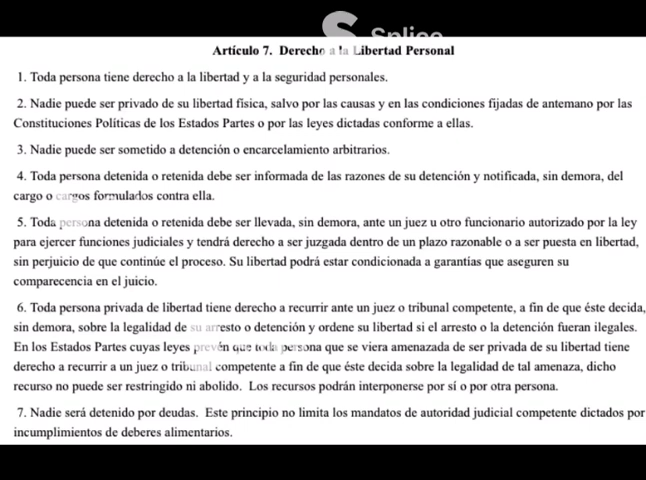 Splice
Artículo 7. Derecho a la Libertad Personal
1. Toda persona tiene derecho a la libertad y a la seguridad personales.
2. Nadie puede ser privado de su libertad física, salvo por las causas y en las condiciones fijadas de antemano por las
Constituciones Políticas de los Estados Partes o por las leyes dictadas conforme a ellas.
3. Nadie puede ser sometido a detención o encarcelamiento arbitrarios.
4. Toda persona detenida o retenida debe ser informada de las razones de su detención y notificada, sin demora, del
cargo o cargos formulados contra ella.
5. Toda persona detenida o retenida debe ser llevada, sin demora, ante un juez u otro funcionario autorizado por la ley
para ejercer funciones judiciales y tendrá derecho a ser juzgada dentro de un plazo razonable o a ser puesta en libertad,
sin perjuicio de que continúe el proceso. Su libertad podrá estar condicionada a garantías que aseguren su
comparecencia en el juicio.
6. Toda persona privada de libertad tiene derecho a recurrir ante un juez o tribunal competente, a fin de que éste decida,
sin demora, sobre la legalidad de su arresto o detención y ordene su libertad si el arresto o la detención fueran ilegales.
En los Estados Partes cuyas leyes prevén que toda persona que se viera amenazada de ser privada de su libertad tiene
derecho a recurrir a un juez o tribunal competente a fin de que éste decida sobre la legalidad de tal amenaza, dicho
recurso no puede ser restringido ni abolido. Los recursos podrán interponerse por sí o por otra persona.
7. Nadie será detenido por deudas. Este principio no limita los mandatos de autoridad judicial competente dictados por
incumplimientos de deberes alimentarios.